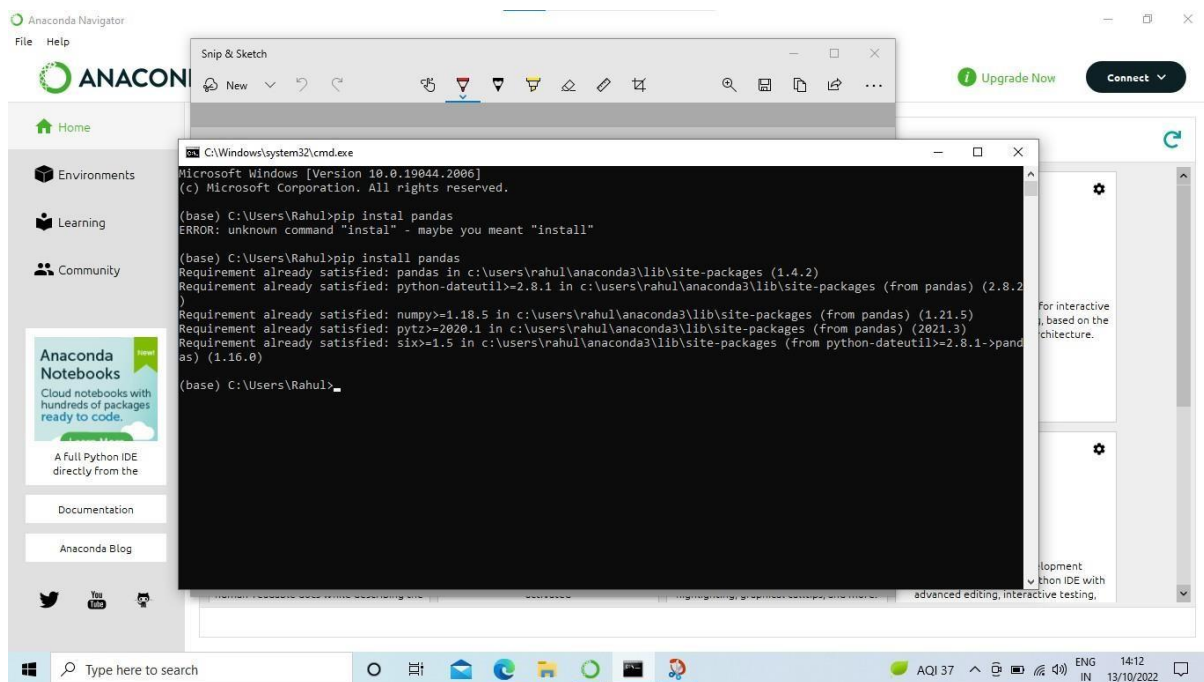 Anaconda Navigator
File Help
ANACON
Upgrade Now
Connect
Snip & Sketch
New
Home
Environments
Learning
Community
C:\Windows\system32\cmd.exe
Microsoft Windows [Version 10.0.19044.2006]
(c) Microsoft Corporation. All rights reserved.
(base) C:\Users\Rahul>pip instal pandas
ERROR: unknown command "instal" - maybe you meant "install"
(base) C:\Users\Rahul>pip install pandas
Requirement already satisfied: pandas in c:\users\rahul\anaconda3\lib\site-packages (1.4.2)
Requirement already satisfied: python-dateutil>=2.8.1 in c:\users\rahul\anaconda3\lib\site-packages (from pandas) (2.8.2
)
Requirement already satisfied: numpy>=1.18.5 in c:\users\rahul\anaconda3\lib\site-packages (from pandas) (1.21.5)
Requirement already satisfied: pytz>=2020.1 in c:\users\rahul\anaconda3\lib\site-packages (from pandas) (2021.3)
Requirement already satisfied: six>=1.5 in c:\users\rahul\anaconda3\lib\site-packages (from python-dateutil>=2.8.1->pand
as) (1.16.0)
(base) C:\Users\Rahul>
for interactive
, based on the
chitecture.
Anaconda
Notebooks
New!
Cloud notebooks with
hundreds of packages
ready to code.
A full Python IDE
directly from the
Documentation
Anaconda Blog
You
Tube
lopment
thon IDE with
advanced editing, interactive testing,
Type here to search
AQI 37
ENG
IN
14:12
13/10/2022